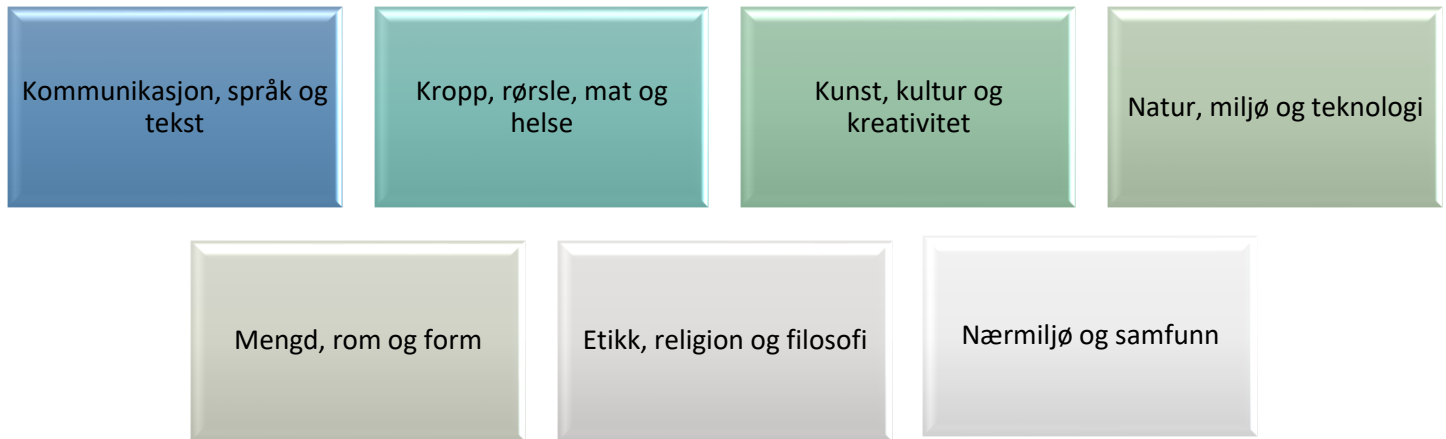 Kommunikasjon, språk og
tekst
Kropp, rørsle, mat og
helse
Kunst, kultur og
kreativitet
Natur, miljø og teknologi
Mengd, rom og form
Etikk, religion og filosofi
Nærmiljø og samfunn